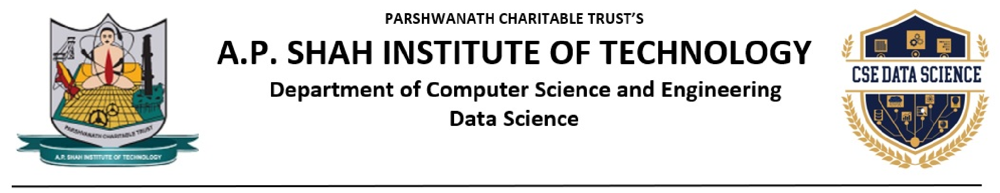 PARSHWANATH CHARITABLE TRUST'S
A.P. SHAH INSTITUTE OF TECHNOLOGY
Department of Computer Science and Engineering
Data Science
PARSHVANATH CHARITABLE TRUST
A.P. SHAH INSTITUTE OF TECHNOLOGY
CSE DATA SCIENCE